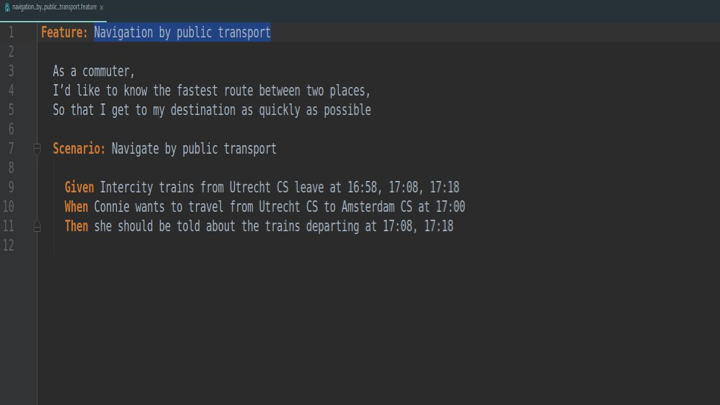 navigation_by_public_transport.feature x
1 Feature: Navigation by public transport
2
3 As a commuter,
4 I'd like to know the fastest route between two places,
5 So that I get to my destination as quickly as possible
6
7 Scenario: Navigate by public transport
8
9 Given Intercity trains from Utrecht CS leave at 16:58, 17:08, 17:18
10 When Connie wants to travel from Utrecht CS to Amsterdam CS at 17:00
11 Then she should be told about the trains departing at 17:08, 17:18
12